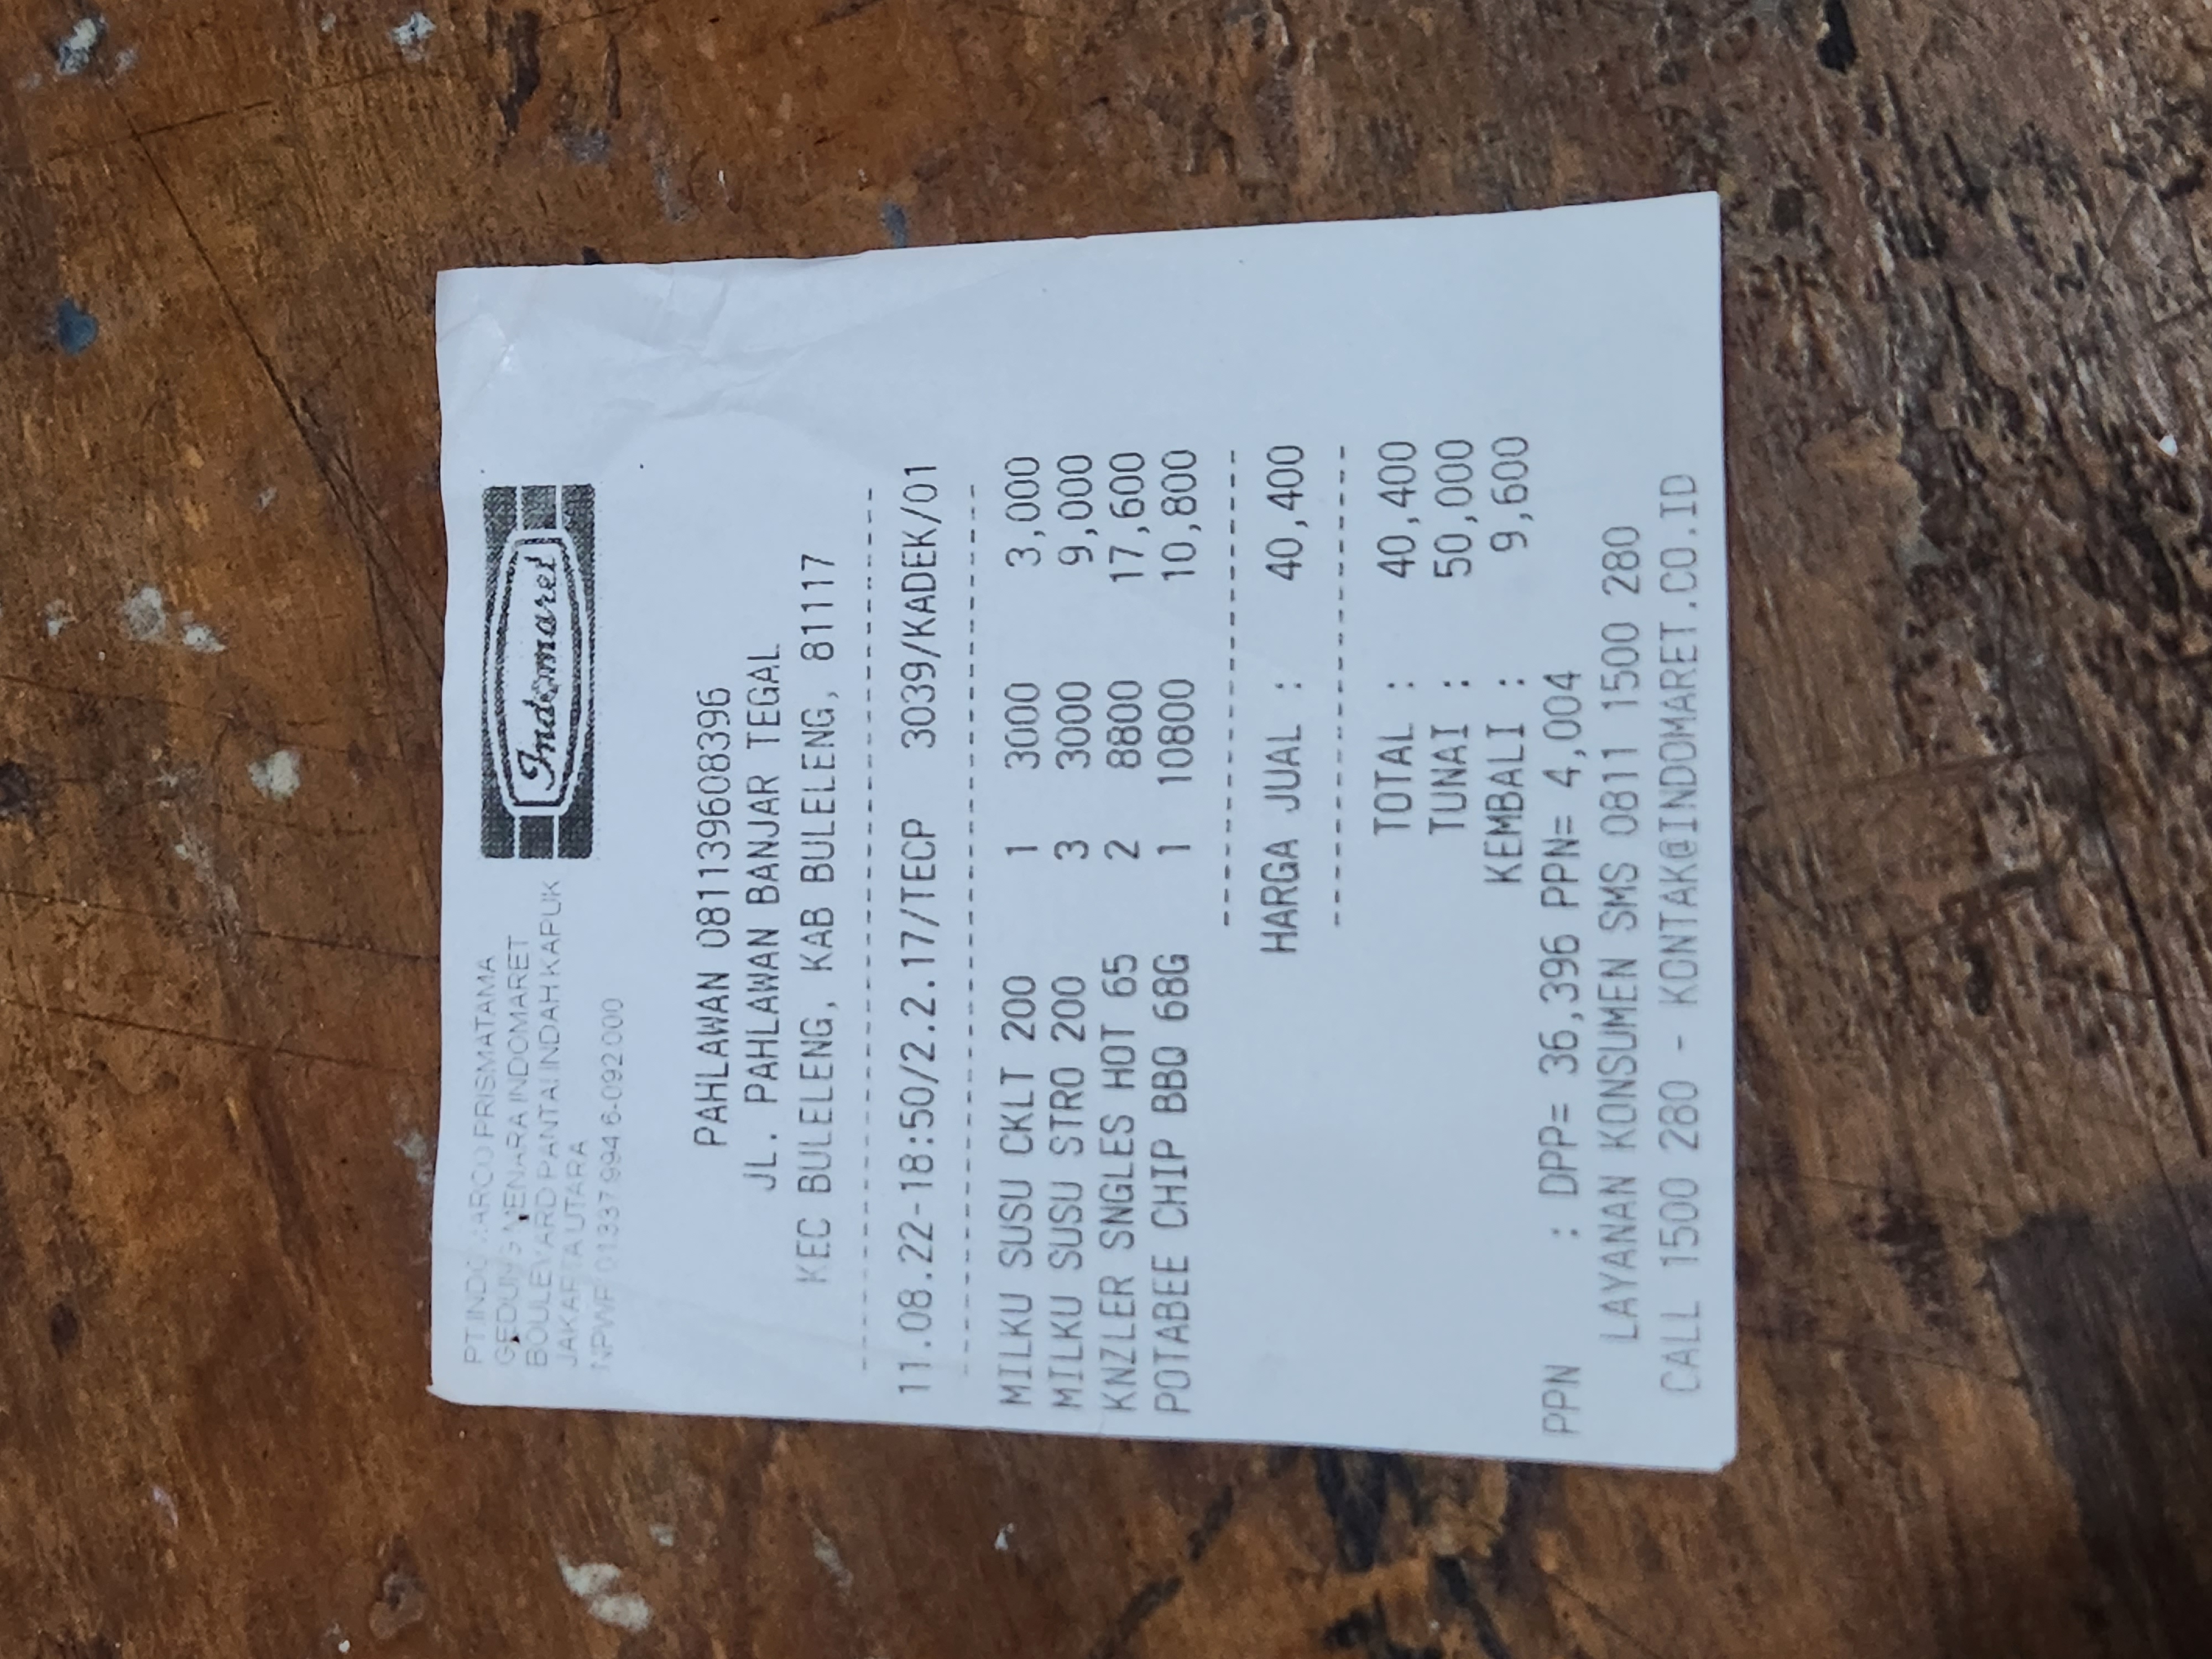 PT.INDOMARCO PRISMATAMA
GEDUNG MENARA INDOMARET
BOULEVARD PANTAI INDAH KAPUK
JAKARTA UTARA
NPWP 01.337.994.6-092.000
Indomaret
PAHLAWAN 081139608396
JL. PAHLAWAN BANJAR TEGAL
KEC BULELENG, KAB BULELENG, 81117
11.08.22-18:50/2.2.17/TECP 3039/KADEK/01
MILKU SUSU CKLT 200 1 3000 3,000
MILKU SUSU STRO 200 3 3000 9,000
KNZLER SNGLES HOT 65 2 8800 17,600
POTABEE CHIP BBQ 68G 1 10800 10,800
HARGA JUAL : 40,400
TOTAL : 40,400
TUNAI : 50,000
KEMBALI : 9,600
PPN : DPP= 36,396 PPN= 4,004
LAYANAN KONSUMEN SMS 0811 1500 280
CALL 1500 280 - KONTAK@INDOMARET.CO.ID